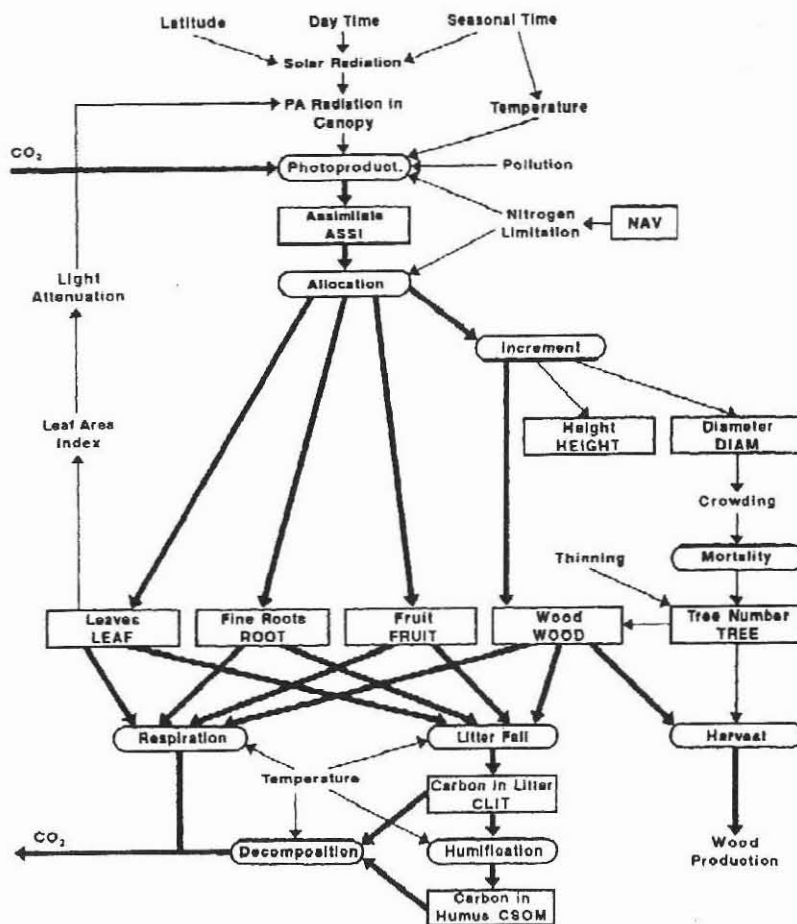 Latitude
Day Time
Seasonal Time
Solar Radiation
PA Radiation in
Canopy
Temperature
CO₂
Photoproduct.
Pollution
Assimilate
ASSI
Nitrogen
Limitation
NAV
Light
Attenuation
Allocation
Increment
Leaf Area
Index
Height
HEIGHT
Diameter
DIAM
Crowding
Thinning
Mortality
Leaves
LEAF
Fine Roots
ROOT
Fruit
FRUIT
Wood
WOOD
Tree Number
TREE
Respiration
Litter Fall
Harvest
Temperature
Carbon in Litter
CLIT
CO₂
Decomposition
Humification
Wood
Production
Carbon in
Humus CSOM